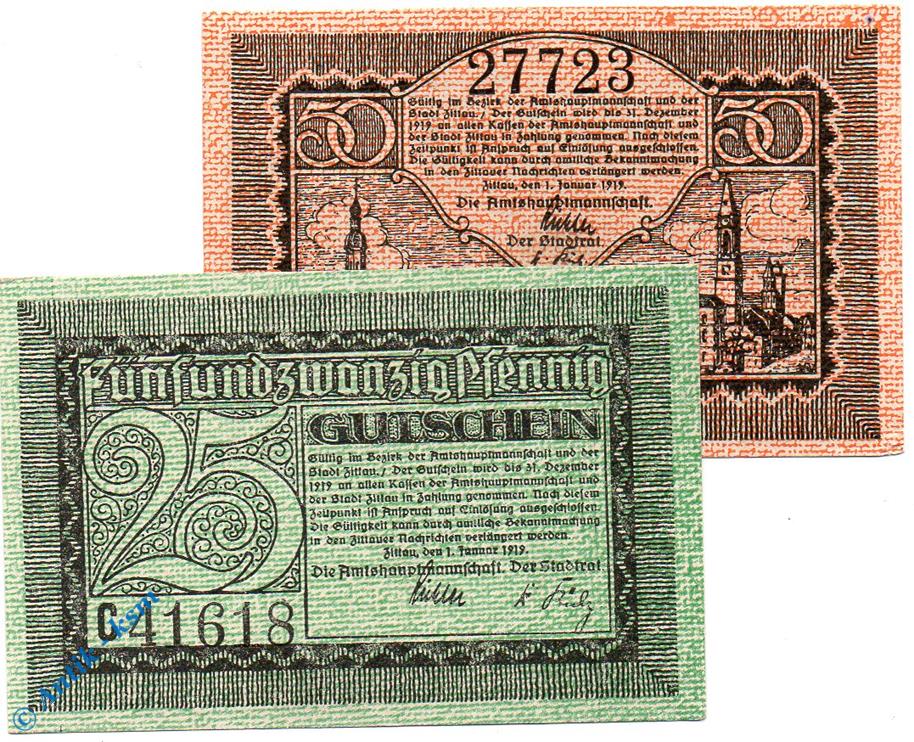 27723
50
50
Gültig im Bezirk der Amtshauptmannschaft und der
Stadt Zittau./ Der Gutschein wird bis 31. Dezember
1919 an allen Kassen der Amtshauptmannschaft und
der Stadt Zittau in Zahlung genommen. Nach diesem
Zeitpunkt ist Anspruch auf Einlösung ausgeschlossen.
Die Gültigkeit kann durch amtliche Bekanntmachung
in den Zittauer Nachrichten verlängert werden.
Zittau, den 1. Januar 1919.
Die Amtshauptmannschaft.
Der Stadtrat
Fünfundzwanzig Pfennig
25
GUTSCHEIN
Gültig im Bezirk der Amtshauptmannschaft und der
Stadt Zittau./ Der Gutschein wird bis 31. Dezember
1919 an allen Kassen der Amtshauptmannschaft und
der Stadt Zittau in Zahlung genommen. Nach diesem
Zeitpunkt ist Anspruch auf Einlösung ausgeschlossen.
Die Gültigkeit kann durch amtliche Bekanntmachung
in den Zittauer Nachrichten verlängert werden.
Zittau, den 1. Januar 1919.
Die Amtshauptmannschaft. Der Stadtrat
C 41618
© Antik
ksm